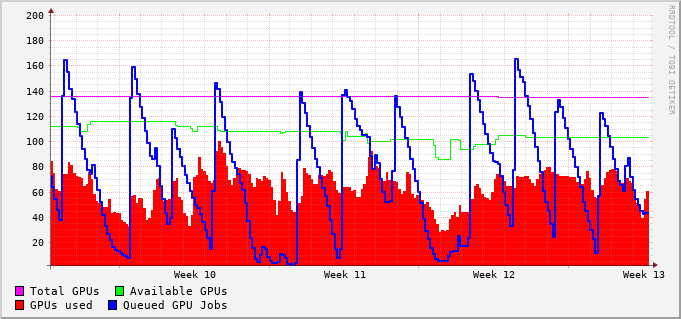 200
180
160
140
120
100
80
60
40
20
Week 10 Week 11 Week 12 Week 13
Total GPUs Available GPUs
GPUs used Queued GPU Jobs
RRDTOOL / TOBI OETIKER